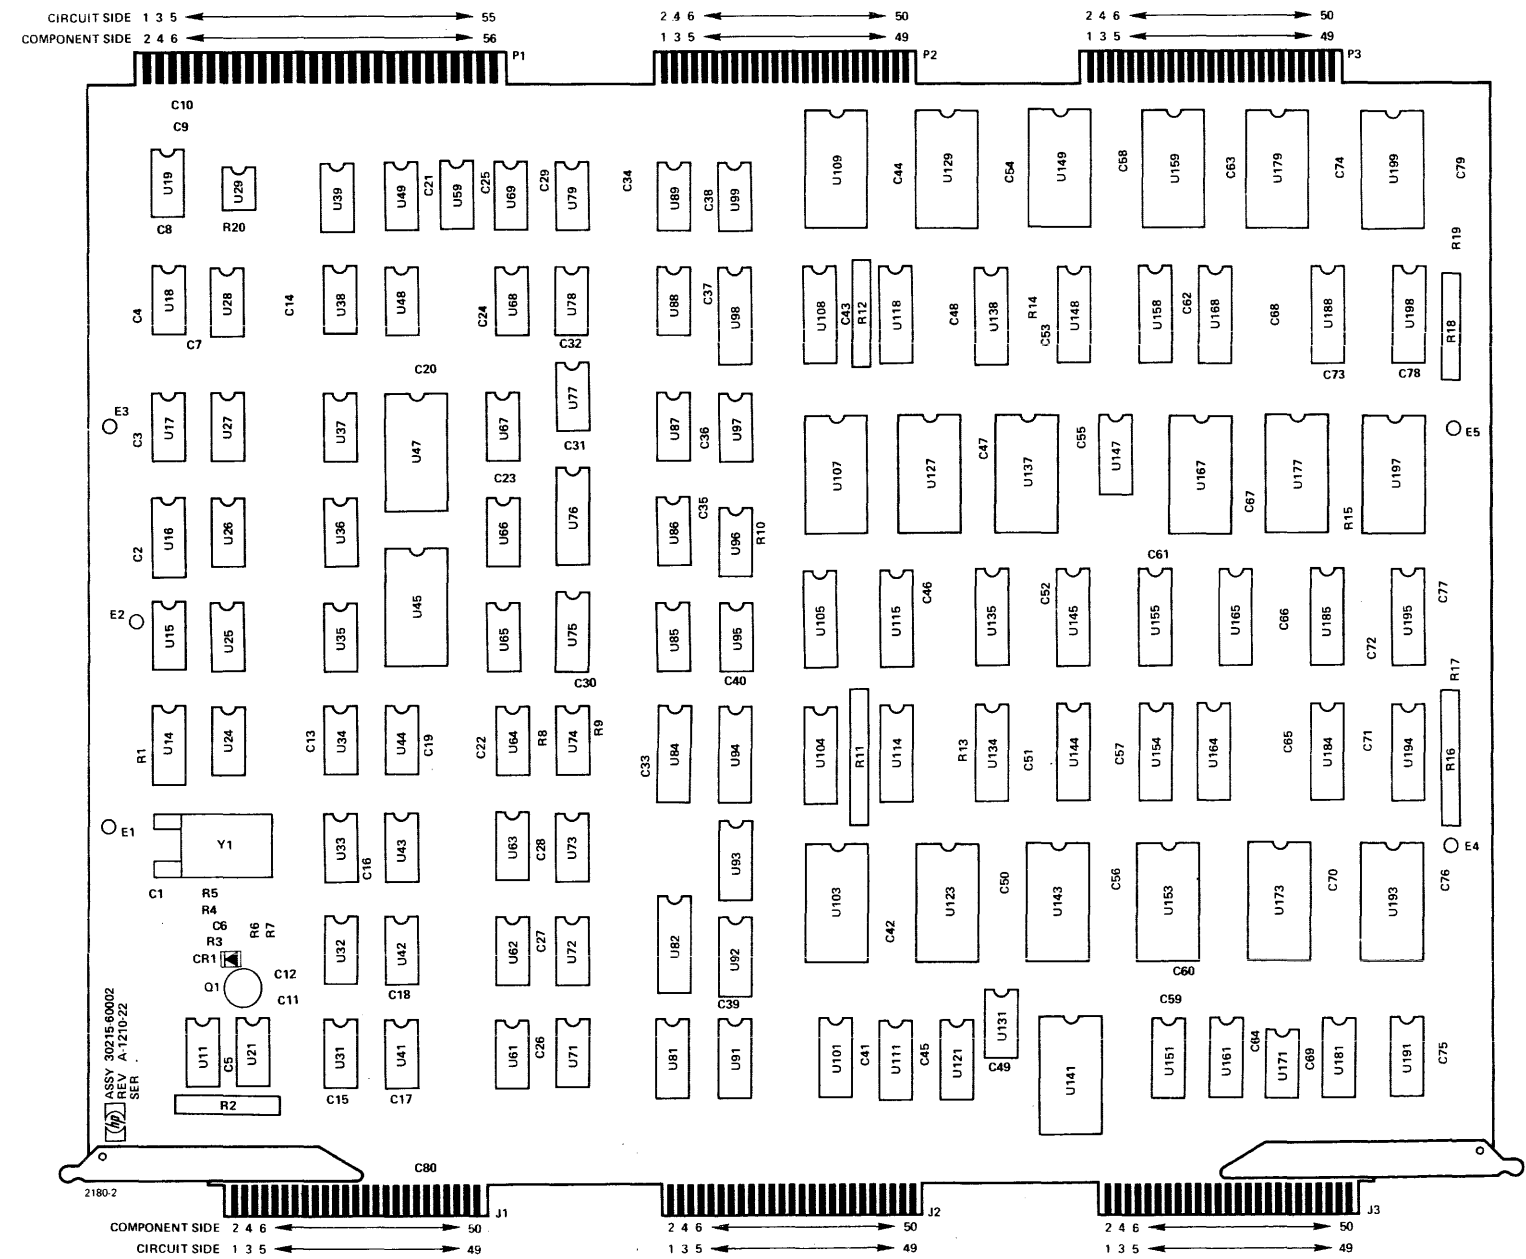 CIRCUIT SIDE 1 3 5 55
COMPONENT SIDE 2 4 6 56
P1
2 4 6 50
1 3 5 49
P2
2 4 6 50
1 3 5 49
P3
C10
C9
U19
C8
U29
R20
U39
U49
C21
U59
C25
U69
C29
U79
C34
U89
C38
U99
U109
C44
U129
C54
U149
C58
U159
C63
U179
C74
U199
C79
R19
C4
U18
C7
U28
C14
U38
U48
C24
U68
U78
C32
U88
C37
U98
U108
C43
R12
U118
C48
U138
R14
C53
U148
U158
C62
U168
C68
U188
C73
U198
C78
R18
C20
E3
C3
U17
U27
U37
U47
U67
C23
U77
C31
U87
C36
U97
U107
U127
C47
U137
C55
U147
U167
C67
U177
R15
U197
E5
C2
U16
U26
U36
U66
U76
U86
C35
U96
R10
C61
E2
U15
U25
U35
U45
U65
U75
C30
U85
U95
C40
U105
U115
C46
U135
C52
U145
U155
U165
C66
U185
C72
U195
C77
R17
R1
U14
U24
C13
U34
U44
C19
C22
U64
R8
U74
R9
C33
U84
U94
U104
R11
U114
R13
U134
C51
U144
C57
U154
U164
C65
U184
C71
U194
R16
E1
Y1
C1
R5
R4
C6
R3
R6
R7
CR1
Q1
C12
C11
U33
C16
U43
U63
C28
U73
U93
U103
C42
U123
C50
U143
C56
U153
C60
U173
C70
U193
C76
E4
U32
U42
C18
U62
C27
U72
U82
U92
C39
ASSY 30215-60002
REV A-1210-22
SER
hp
U11
C5
U21
R2
U31
C15
U41
C17
U61
C26
U71
U81
U91
U101
C41
U111
C45
U121
U131
C49
U141
C59
U151
U161
C64
U171
C69
U181
U191
C75
C80
2180-2
J1
COMPONENT SIDE 2 4 6 50
CIRCUIT SIDE 1 3 5 49
J2
2 4 6 50
1 3 5 49
J3
2 4 6 50
1 3 5 49